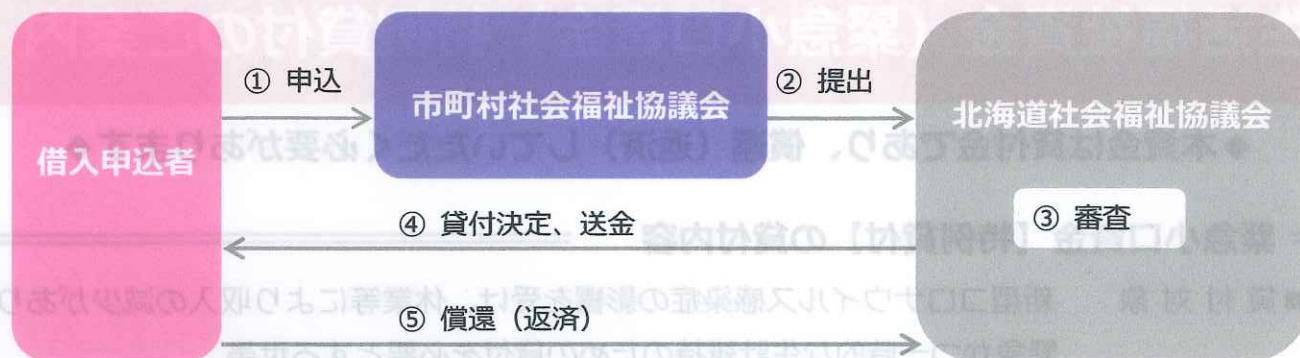 ① 申込
② 提出
市町村社会福祉協議会
北海道社会福祉協議会
借入申込者
③ 審査
④ 貸付決定、送金
⑤ 償還（返済）